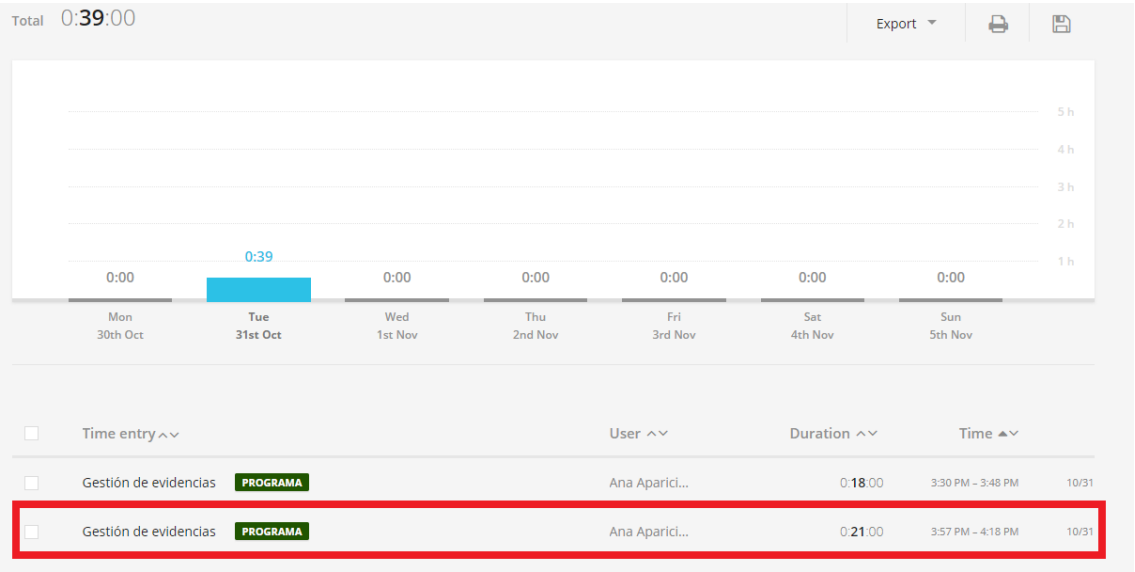 Total 0:39:00 Export
5 h
4 h
3 h
2 h
1 h
0:00 0:39 0:00 0:00 0:00 0:00 0:00
Mon Tue Wed Thu Fri Sat Sun
30th Oct 31st Oct 1st Nov 2nd Nov 3rd Nov 4th Nov 5th Nov
Time entry User Duration Time
Gestión de evidencias PROGRAMA Ana Aparici... 0:18:00 3:30 PM – 3:48 PM 10/31
Gestión de evidencias PROGRAMA Ana Aparici... 0:21:00 3:57 PM – 4:18 PM 10/31